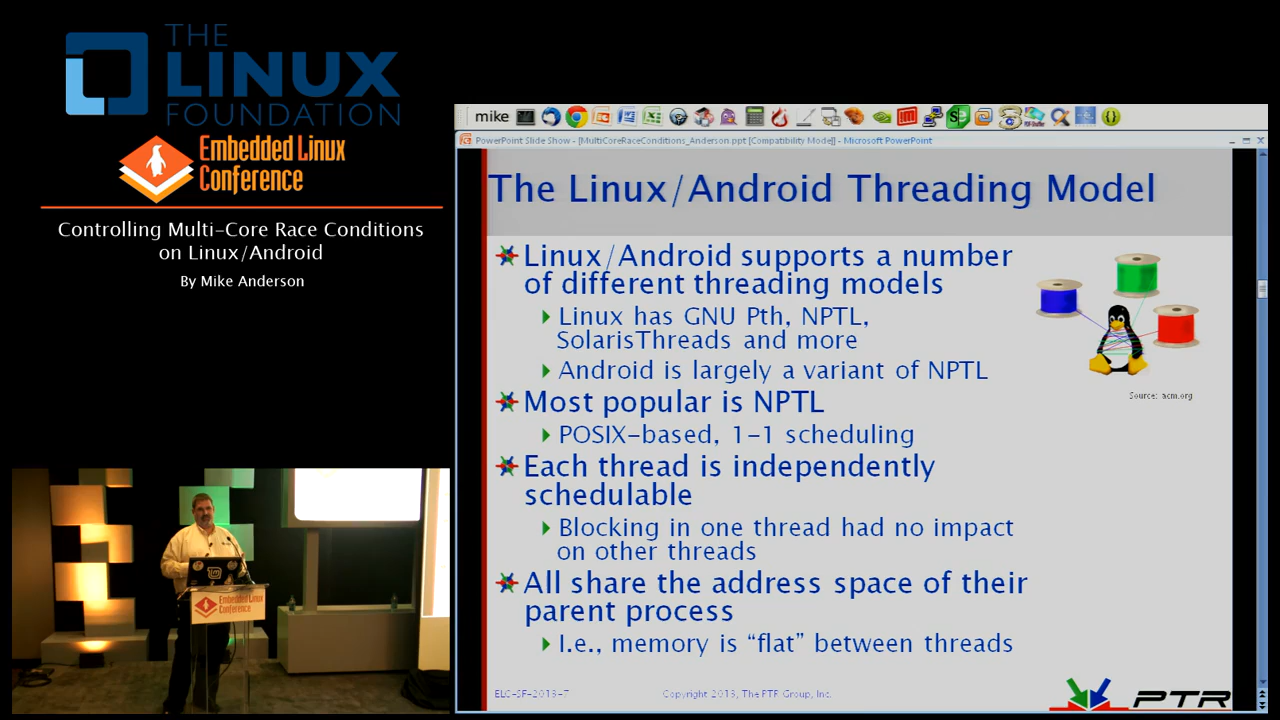 THE
LINUX
FOUNDATION
Embedded Linux
Conference
Controlling Multi-Core Race Conditions
on Linux/Android
By Mike Anderson
mike
PowerPoint Slide Show - [MultiCoreRaceConditions_Anderson.ppt [Compatibility Mode]] - Microsoft PowerPoint
The Linux/Android Threading Model
Linux/Android supports a number
of different threading models
Linux has GNU Pth, NPTL,
SolarisThreads and more
Android is largely a variant of NPTL
Most popular is NPTL
POSIX-based, 1-1 scheduling
Each thread is independently
schedulable
Blocking in one thread had no impact
on other threads
All share the address space of their
parent process
I.e., memory is “flat” between threads
Source: acm.org
ELC-SF-2013-7
Copyright 2013, The PTR Group, Inc.
PTR
Embedded Linux
Conference